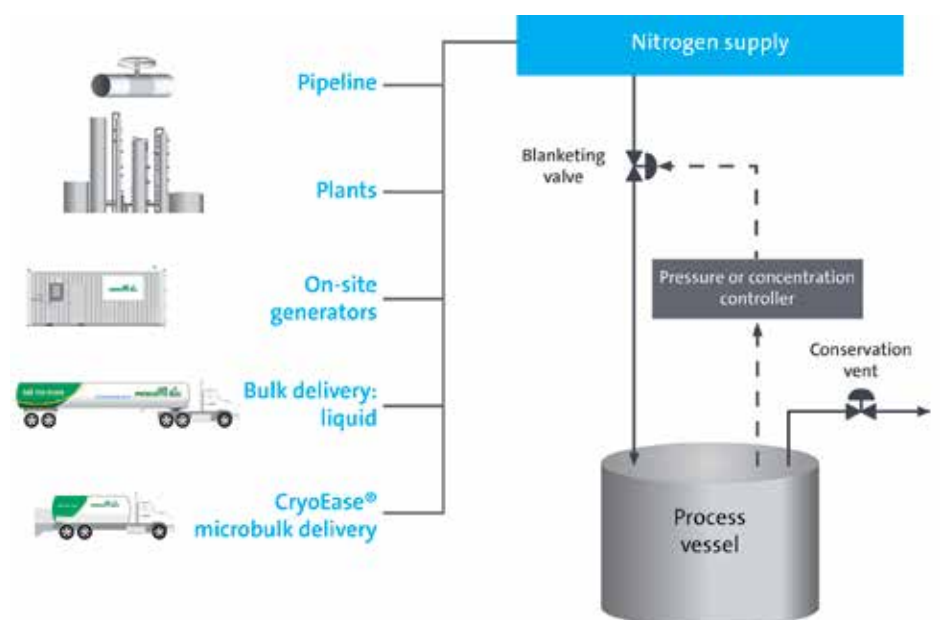 Nitrogen supply
Pipeline
Blanketing
valve
Plants
Pressure or concentration
controller
On-site
generators
Conservation
vent
Bulk delivery:
liquid
CryoEase®
microbulk delivery
Process
vessel